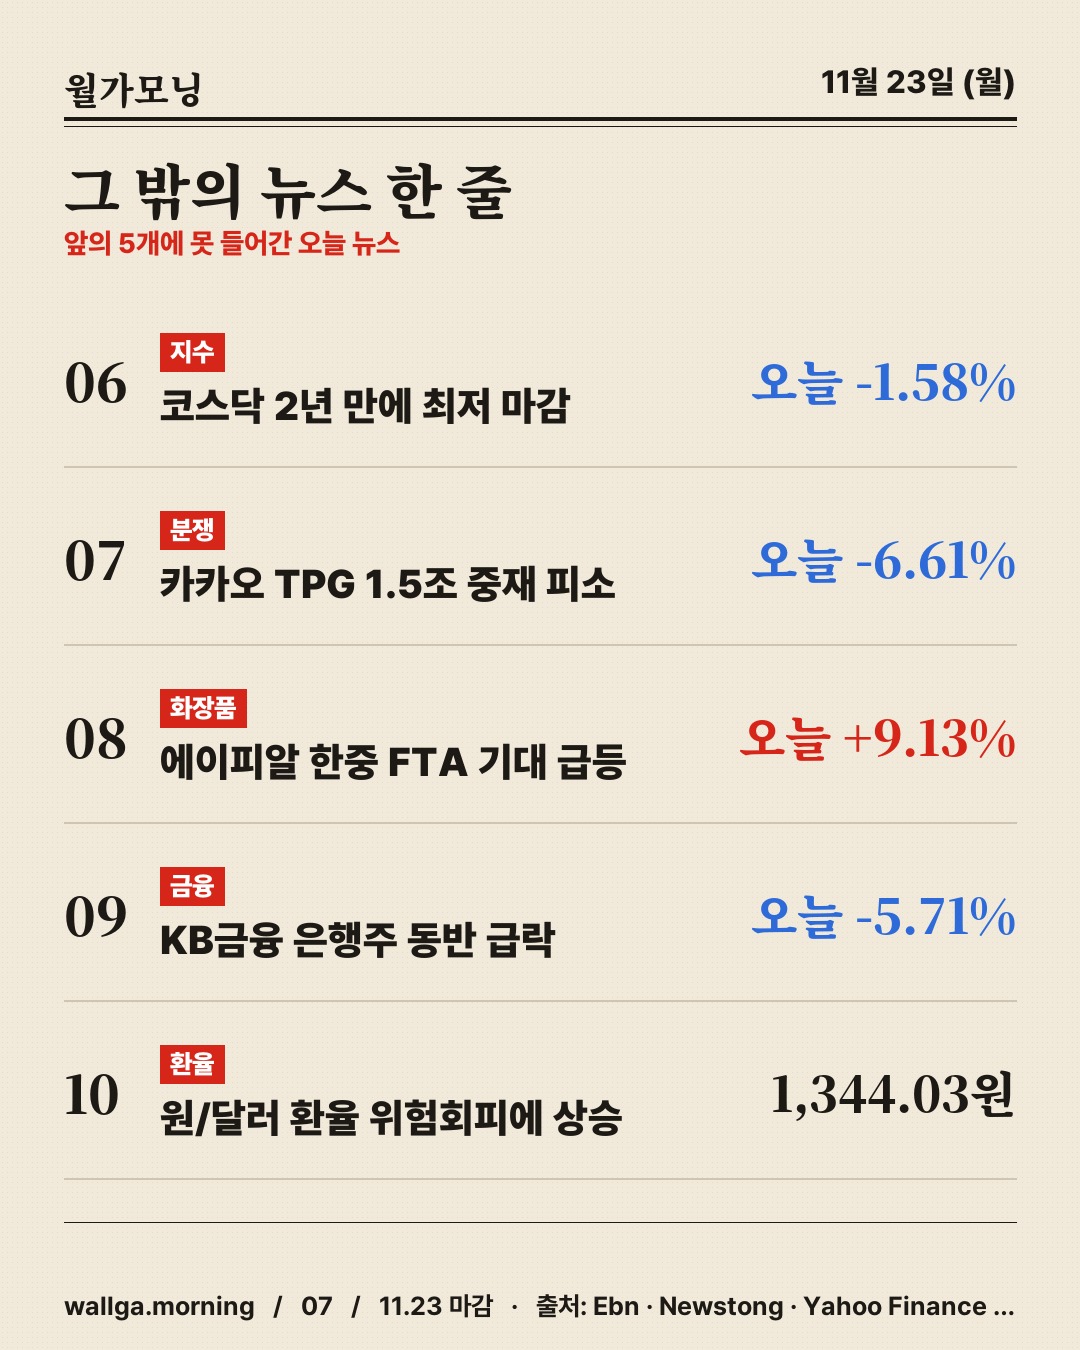 월가모닝
11월 23일 (월)
그 밖의 뉴스 한 줄
앞의 5개에 못 들어간 오늘 뉴스
06
지수
코스닥 2년 만에 최저 마감
오늘 -1.58%
07
분쟁
카카오 TPG 1.5조 중재 피소
오늘 -6.61%
08
화장품
에이피알 한중 FTA 기대 급등
오늘 +9.13%
09
금융
KB금융 은행주 동반 급락
오늘 -5.71%
10
환율
원/달러 환율 위험회피에 상승
1,344.03원
wallga.morning / 07 / 11.23 마감 · 출처: Ebn · Newstong · Yahoo Finance ...